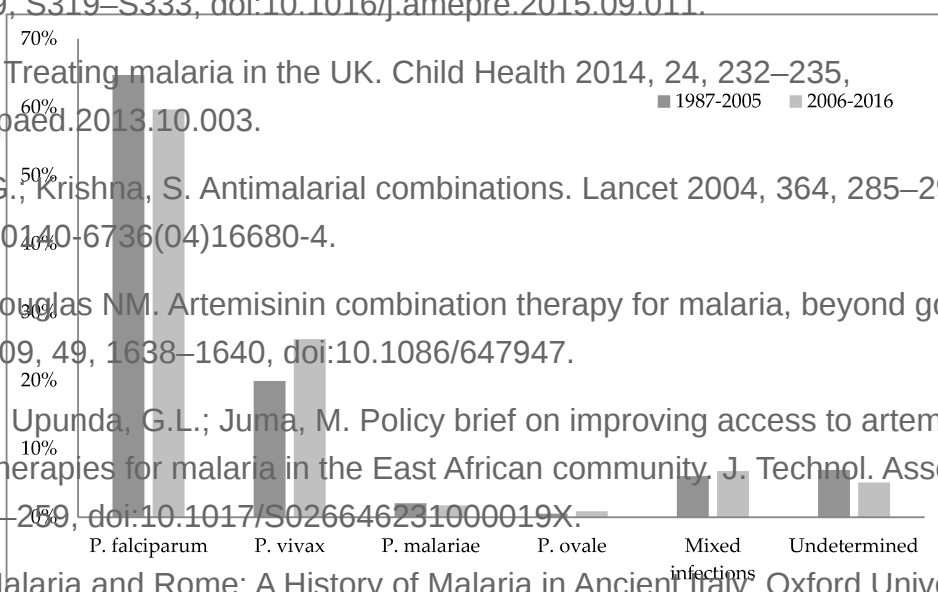 9, S319–S333, doi:10.1016/j.amepre.2015.09.011.
70%
Treating malaria in the UK. Child Health 2014, 24, 232–235,
1987-2005 2006-2016
60%
paed.2013.10.003.
50%
G.; Krishna, S. Antimalarial combinations. Lancet 2004, 364, 285–29
0140-6736(04)16680-4.
40%
ouglas NM. Artemisinin combination therapy for malaria, beyond go
30%
09, 49, 1638–1640, doi:10.1086/647947.
20%
Upunda, G.L.; Juma, M. Policy brief on improving access to artem
10%
herapies for malaria in the East African community. J. Technol. Asse
–259, doi:10.1017/S026646231000019X.
0%
P. falciparum P. vivax P. malariae P. ovale Mixed Undetermined
infections
Malaria and Rome: A History of Malaria in Ancient Italy. Oxford Unive